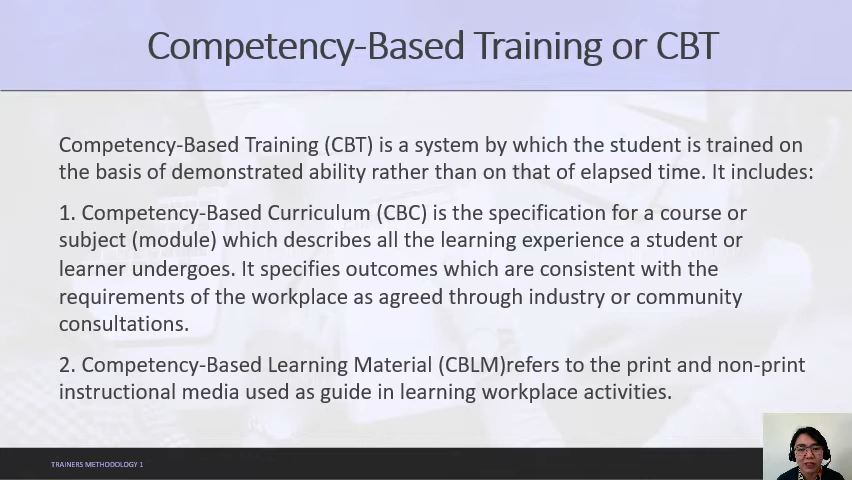 Competency-Based Training or CBT
Competency-Based Training (CBT) is a system by which the student is trained on
the basis of demonstrated ability rather than on that of elapsed time. It includes:
1. Competency-Based Curriculum (CBC) is the specification for a course or
subject (module) which describes all the learning experience a student or
learner undergoes. It specifies outcomes which are consistent with the
requirements of the workplace as agreed through industry or community
consultations.
2. Competency-Based Learning Material (CBLM)refers to the print and non-print
instructional media used as guide in learning workplace activities.
TRAINERS METHODOLOGY 1